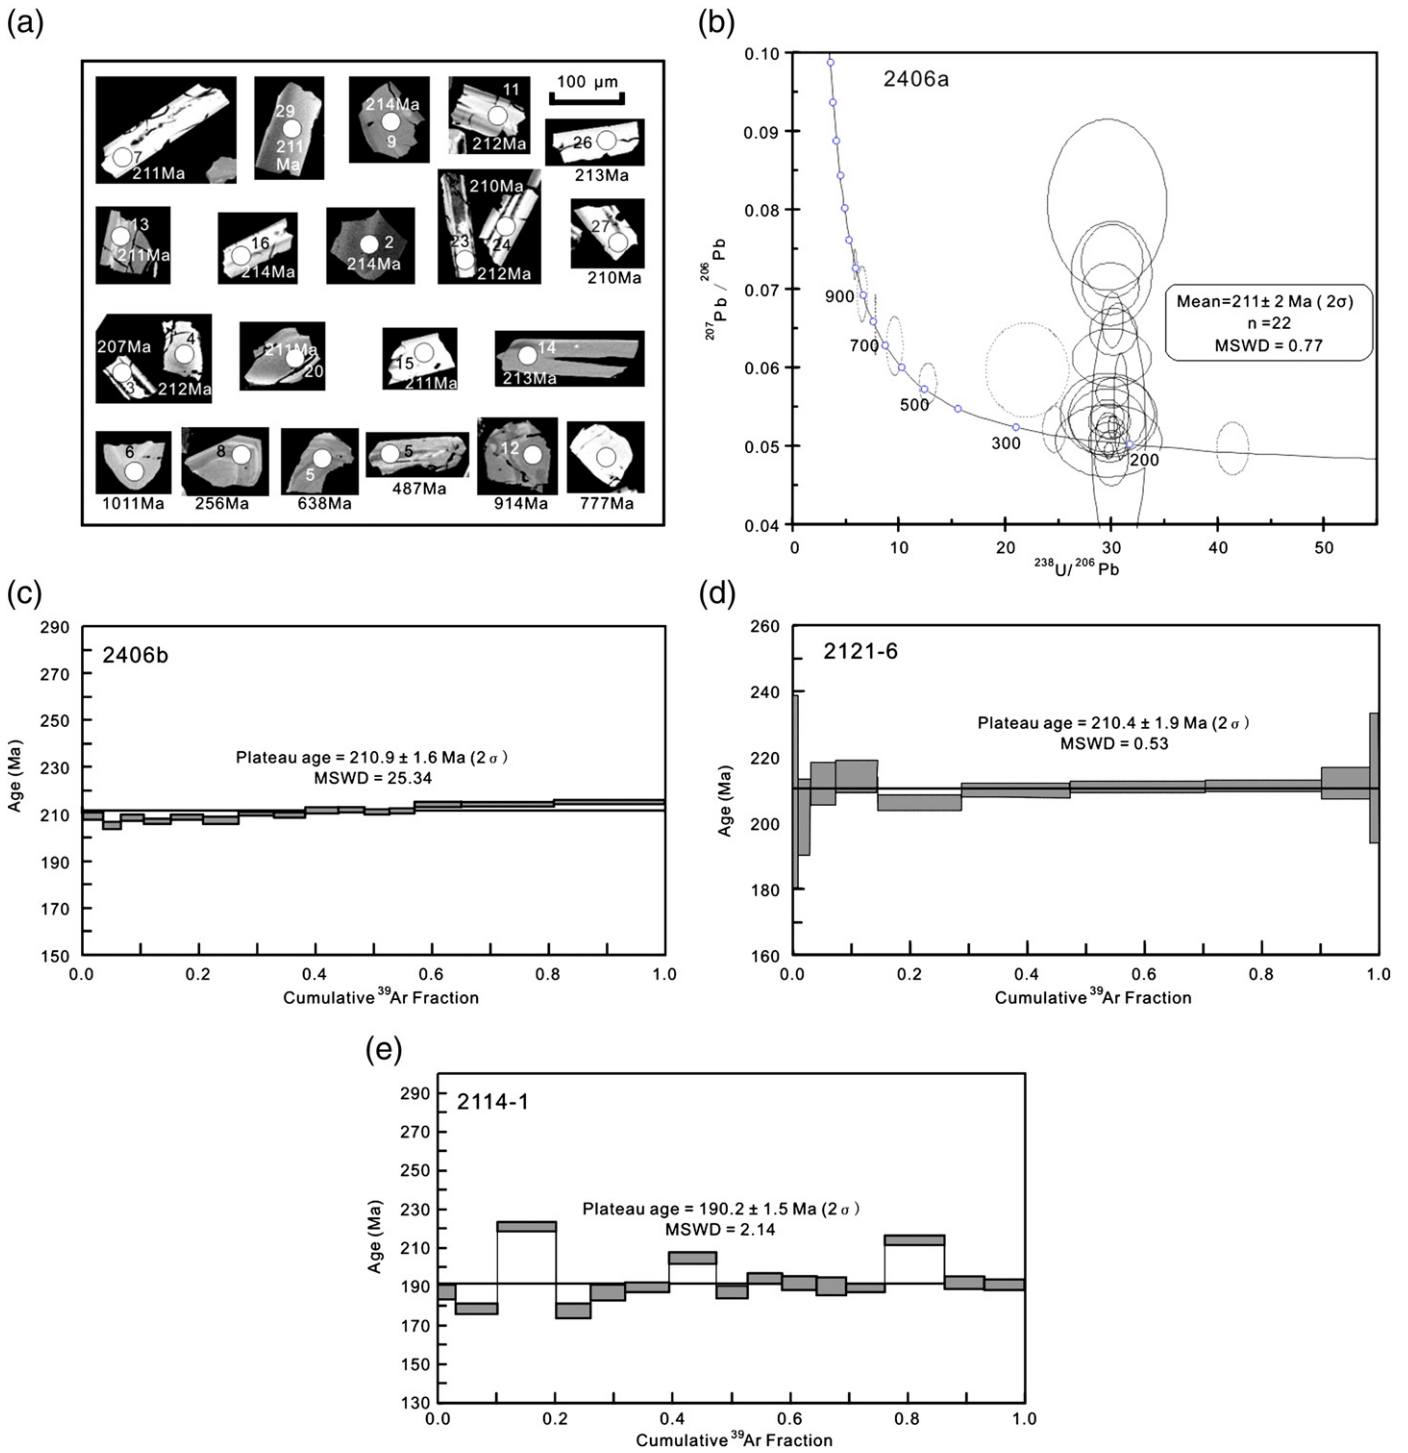 (a)
100 µm
7
211Ma
29
211
Ma
214Ma
9
11
212Ma
26
213Ma
13
211Ma
16
214Ma
2
214Ma
210Ma
23
24
212Ma
27
210Ma
207Ma
3
4
212Ma
211Ma
20
15
211Ma
14
213Ma
6
1011Ma
8
256Ma
5
638Ma
5
487Ma
12
914Ma
777Ma
(b)
2406a
0.10
0.09
0.08
0.07
0.06
0.05
0.04
207Pb / 206Pb
900
700
500
300
200
Mean=211± 2 Ma ( 2σ)
n =22
MSWD = 0.77
0 10 20 30 40 50
238U/206Pb
(c)
2406b
290
270
250
230
210
190
170
150
Age (Ma)
Plateau age = 210.9 ± 1.6 Ma (2σ)
MSWD = 25.34
0.0 0.2 0.4 0.6 0.8 1.0
Cumulative 39Ar Fraction
(d)
2121-6
260
240
220
200
180
160
Age (Ma)
Plateau age = 210.4 ± 1.9 Ma (2σ)
MSWD = 0.53
0.0 0.2 0.4 0.6 0.8 1.0
Cumulative 39Ar Fraction
(e)
2114-1
290
270
250
230
210
190
170
150
130
Age (Ma)
Plateau age = 190.2 ± 1.5 Ma (2σ)
MSWD = 2.14
0.0 0.2 0.4 0.6 0.8 1.0
Cumulative 39Ar Fraction